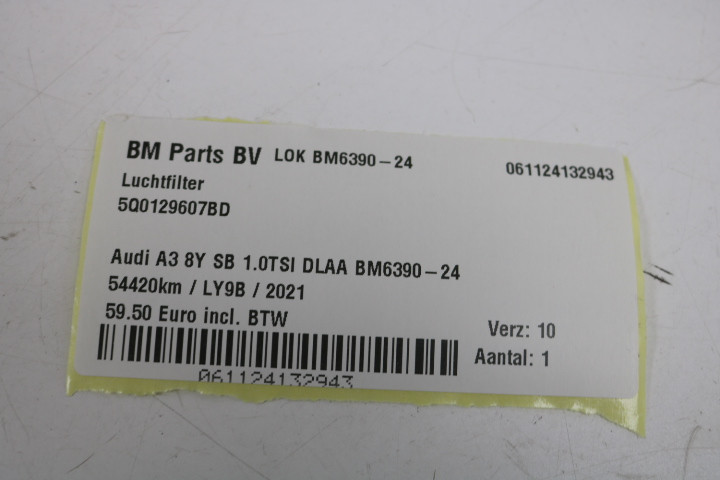 BM Parts BV LOK BM6390-24 061124132943
Luchtfilter
5Q0129607BD
Audi A3 8Y SB 1.0TSI DLAA BM6390-24
54420km / LY9B / 2021
59.50 Euro incl. BTW
Verz: 10
Aantal: 1
061124132943